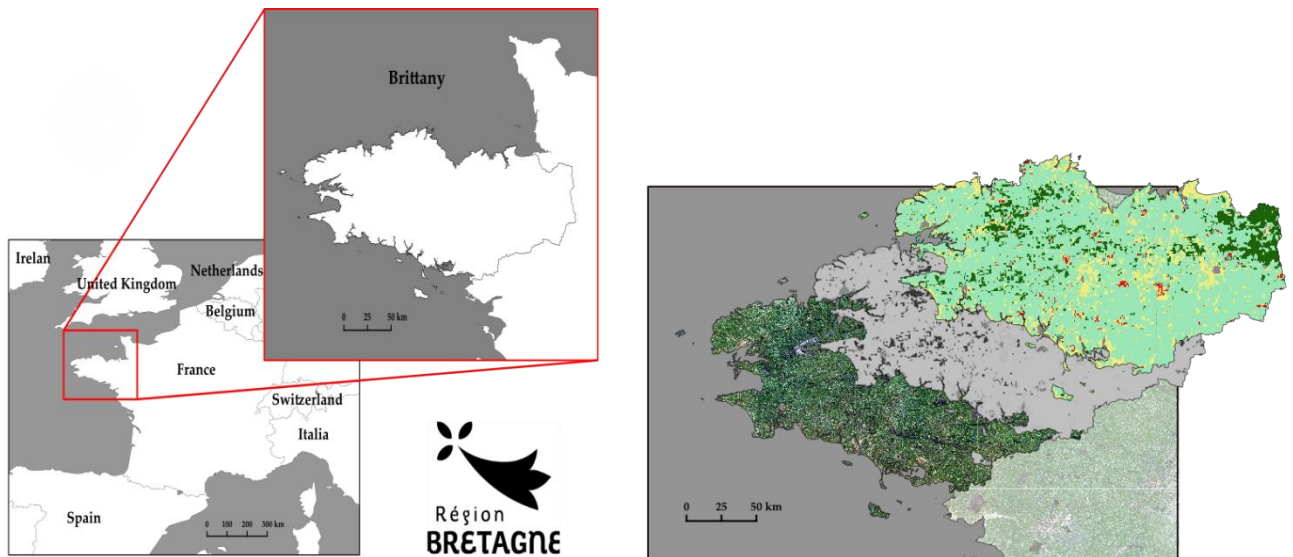 Brittany
0 25 50 km
Irelan
United Kingdom
Netherlands
Belgium
France
Switzerland
Italia
Spain
0 100 200 300 km
Région
BRETAGNE
0 25 50 km